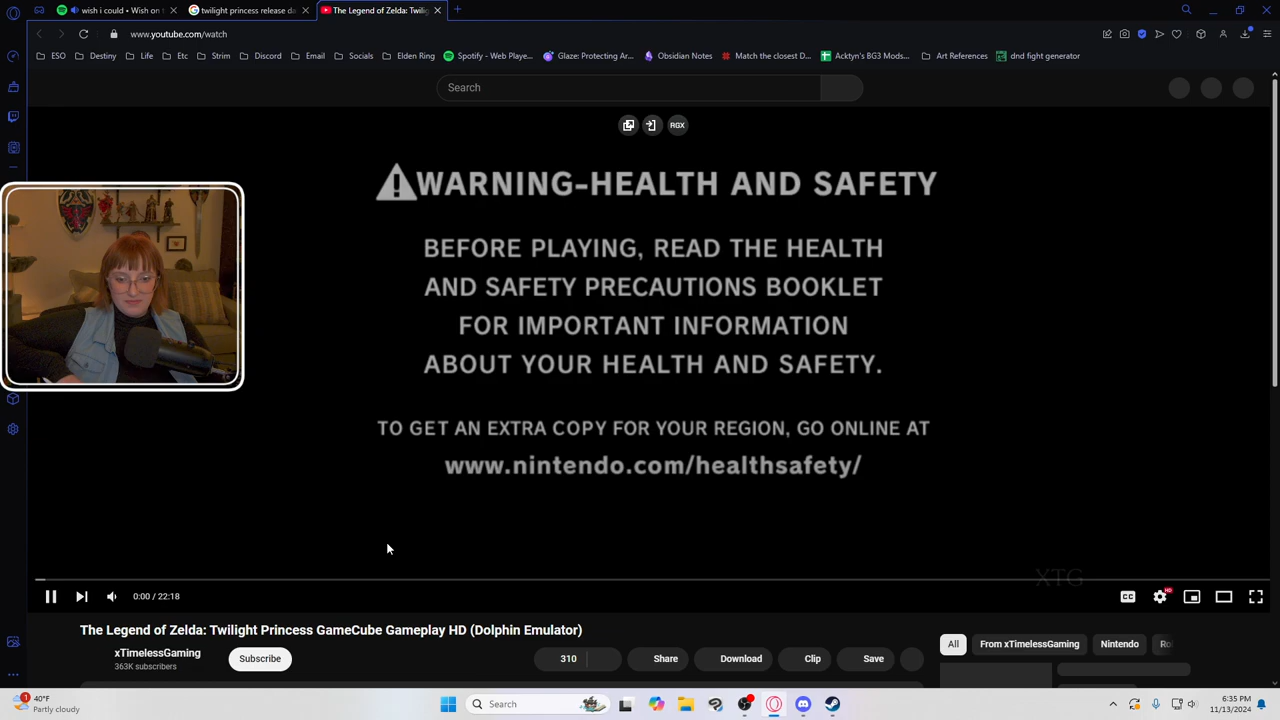 wish i could • Wish on t
twilight princess release da
The Legend of Zelda: Twilig
www.youtube.com/watch
ESO
Destiny
Life
Etc
Strim
Discord
Email
Socials
Elden Ring
Spotify - Web Playe...
Glaze: Protecting Ar...
Obsidian Notes
Match the closest D...
Acktyn's BG3 Mods...
Art References
dnd fight generator
Search
RGX
WARNING-HEALTH AND SAFETY
BEFORE PLAYING, READ THE HEALTH
AND SAFETY PRECAUTIONS BOOKLET
FOR IMPORTANT INFORMATION
ABOUT YOUR HEALTH AND SAFETY.
TO GET AN EXTRA COPY FOR YOUR REGION, GO ONLINE AT
www.nintendo.com/healthsafety/
XTG
0:00 / 22:18
CC
HD
The Legend of Zelda: Twilight Princess GameCube Gameplay HD (Dolphin Emulator)
xTimelessGaming
363K subscribers
Subscribe
310
Share
Download
Clip
Save
All
From xTimelessGaming
Nintendo
Ro
1
40°F
Partly cloudy
Search
6:35 PM
11/13/2024